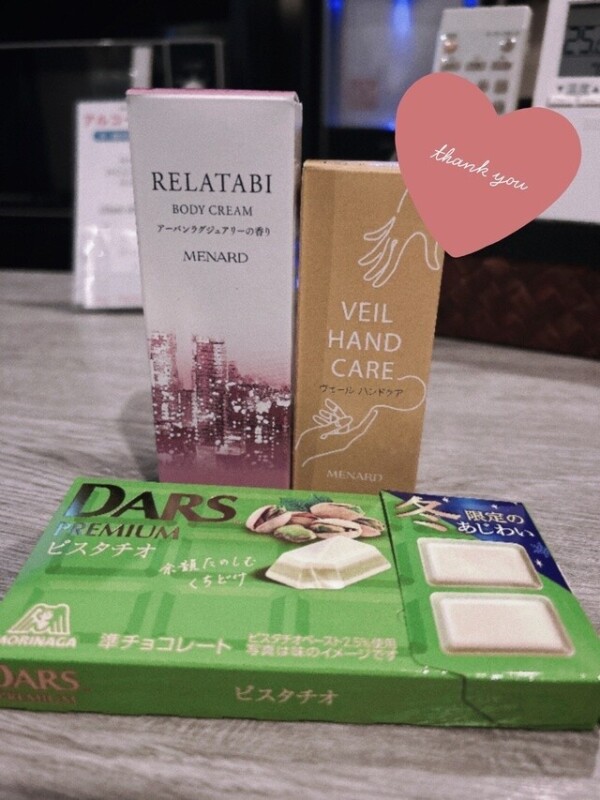 thank you
RELATABI
BODY CREAM
アーバンラグジュアリーの香り
MENARD
VEIL
HAND
CARE
ヴェール ハンドケア
MENARD
DARS
PREMIUM
ピスタチオ
余韻たのしむ
くちどけ
冬
限定の
あじわい
MORINAGA
準チョコレート
ピスタチオペースト2.5%使用
写真は味のイメージです
DARS
PREMIUM
ピスタチオ